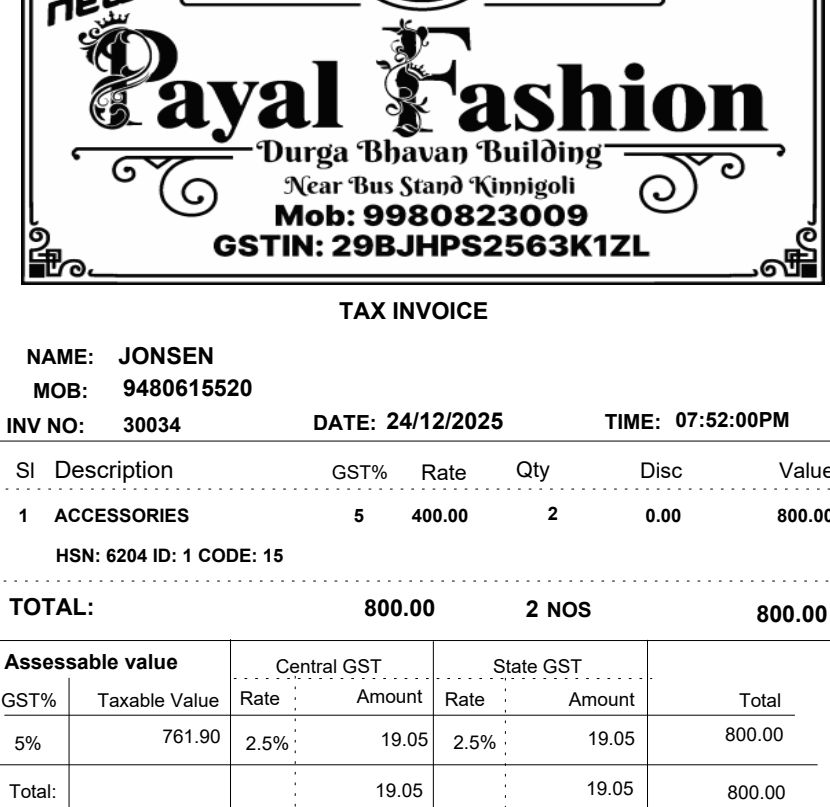 new
Payal Fashion
Durga Bhavan Building
Near Bus Stand Kinnigoli
Mob: 9980823009
GSTIN: 29BJHPS2563K1ZL
TAX INVOICE
NAME: JONSEN
MOB: 9480615520
INV NO: 30034 DATE: 24/12/2025 TIME: 07:52:00PM
Sl Description GST% Rate Qty Disc Value
1 ACCESSORIES 5 400.00 2 0.00 800.00
HSN: 6204 ID: 1 CODE: 15
TOTAL: 800.00 2 NOS 800.00
Assessable value Central GST State GST
GST% Taxable Value Rate Amount Rate Amount Total
5% 761.90 2.5% 19.05 2.5% 19.05 800.00
Total: 19.05 19.05 800.00